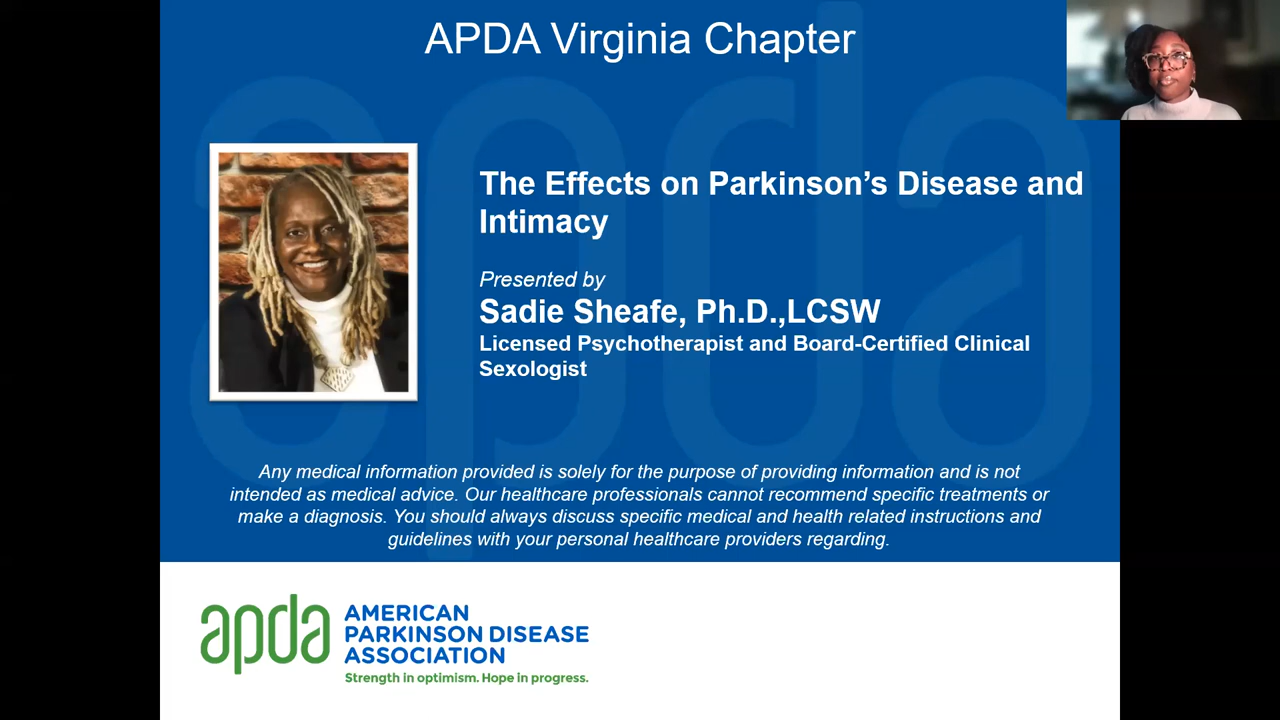 APDA Virginia Chapter
The Effects on Parkinson’s Disease and
Intimacy
Presented by
Sadie Sheafe, Ph.D.,LCSW
Licensed Psychotherapist and Board-Certified Clinical
Sexologist
Any medical information provided is solely for the purpose of providing information and is not
intended as medical advice. Our healthcare professionals cannot recommend specific treatments or
make a diagnosis. You should always discuss specific medical and health related instructions and
guidelines with your personal healthcare providers regarding.
apda
AMERICAN
PARKINSON DISEASE
ASSOCIATION
Strength in optimism. Hope in progress.